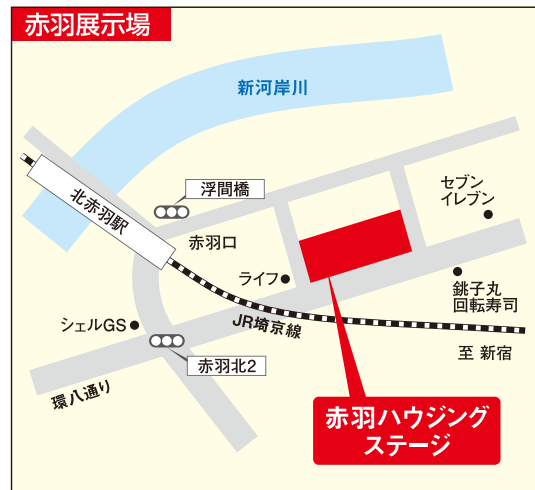 赤羽展示場
新河岸川
浮間橋
セブン
イレブン
北赤羽駅
赤羽口
ライフ
銚子丸
回転寿司
シェルGS
JR埼京線
至 新宿
赤羽北2
環八通り
赤羽ハウジング
ステージ